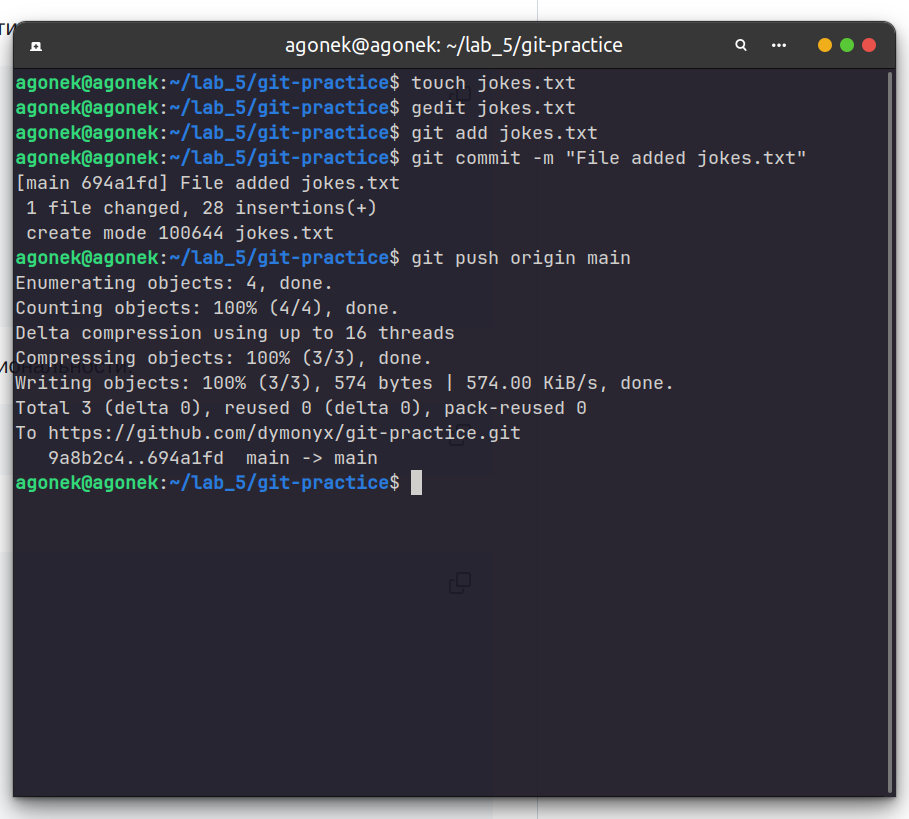 ти
agonek@agonek: ~/lab_5/git-practice
agonek@agonek:~/lab_5/git-practice$ touch jokes.txt
agonek@agonek:~/lab_5/git-practice$ gedit jokes.txt
agonek@agonek:~/lab_5/git-practice$ git add jokes.txt
agonek@agonek:~/lab_5/git-practice$ git commit -m "File added jokes.txt"
[main 694a1fd] File added jokes.txt
 1 file changed, 28 insertions(+)
 create mode 100644 jokes.txt
agonek@agonek:~/lab_5/git-practice$ git push origin main
Enumerating objects: 4, done.
Counting objects: 100% (4/4), done.
Delta compression using up to 16 threads
Compressing objects: 100% (3/3), done.
иональности.
Writing objects: 100% (3/3), 574 bytes | 574.00 KiB/s, done.
Total 3 (delta 0), reused 0 (delta 0), pack-reused 0
To https://github.com/dymonyx/git-practice.git
   9a8b2c4..694a1fd  main -> main
agonek@agonek:~/lab_5/git-practice$